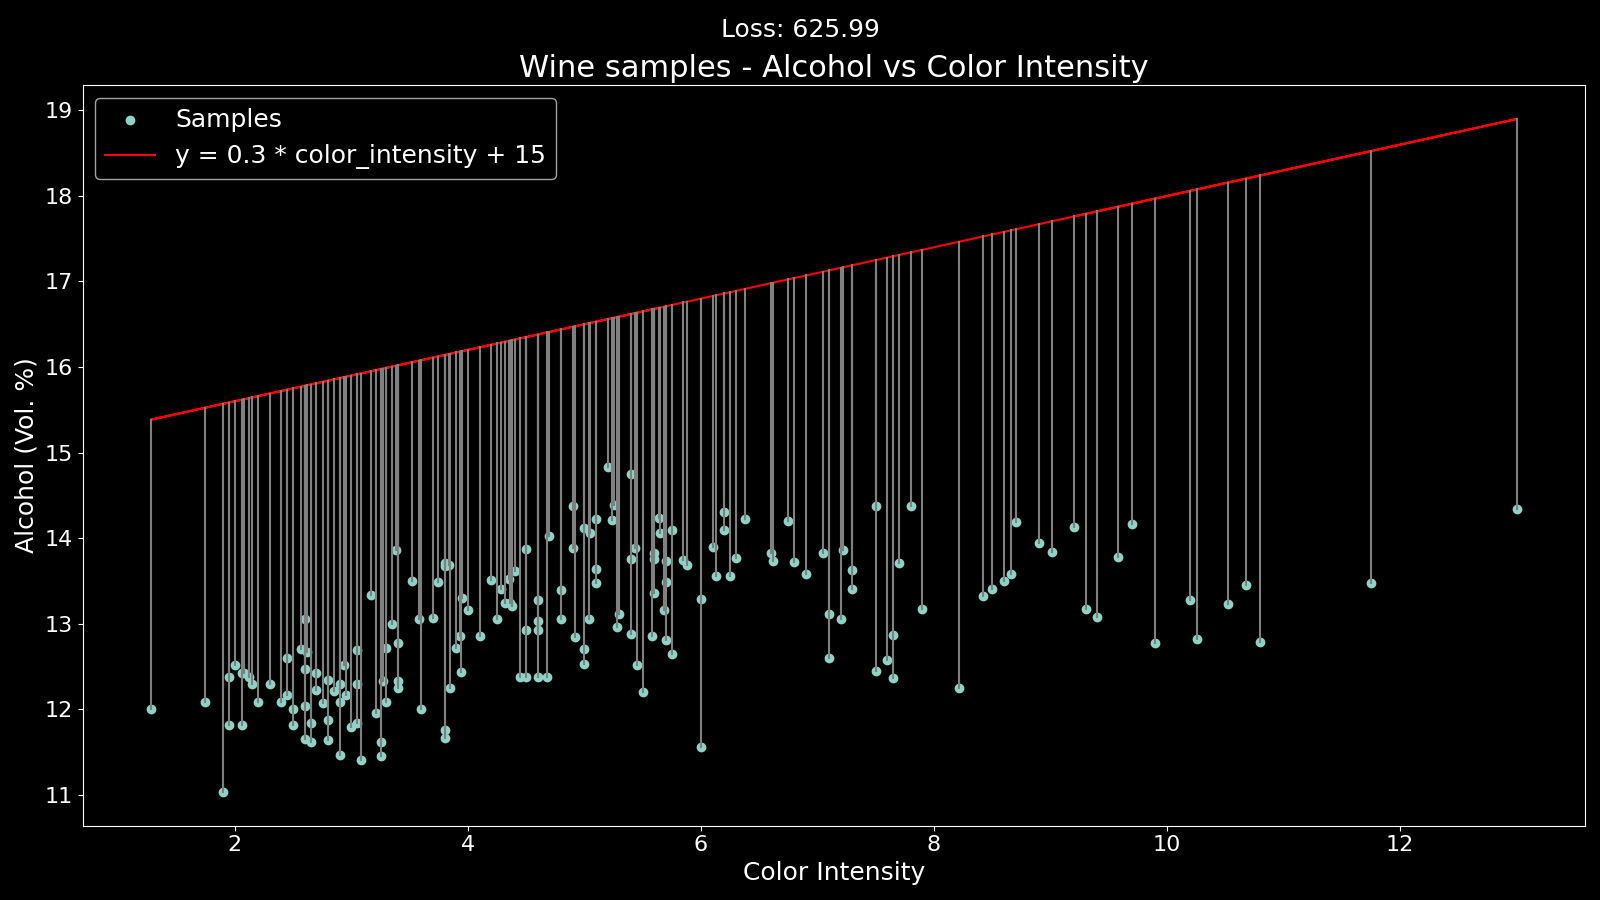 Loss: 625.99
Wine samples - Alcohol vs Color Intensity
Samples
y = 0.3 * color_intensity + 15
19
18
17
16
15
14
13
12
11
Alcohol (Vol. %)
2 4 6 8 10 12
Color Intensity